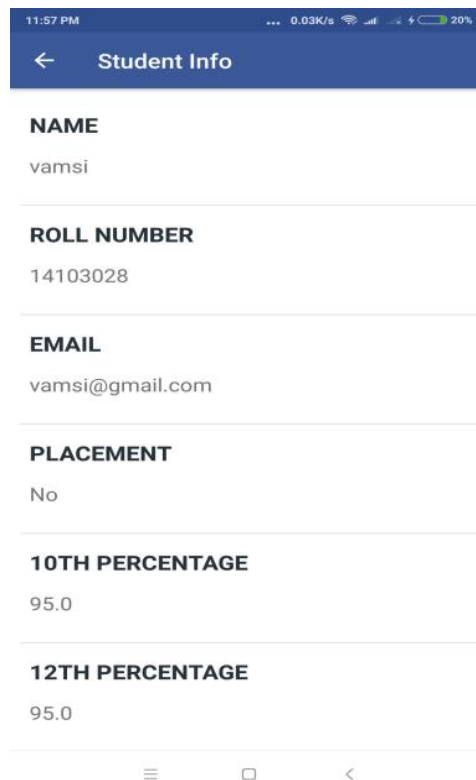 11:57 PM ... 0.03K/s 20%
Student Info
NAME
vamsi
ROLL NUMBER
14103028
EMAIL
vamsi@gmail.com
PLACEMENT
No
10TH PERCENTAGE
95.0
12TH PERCENTAGE
95.0